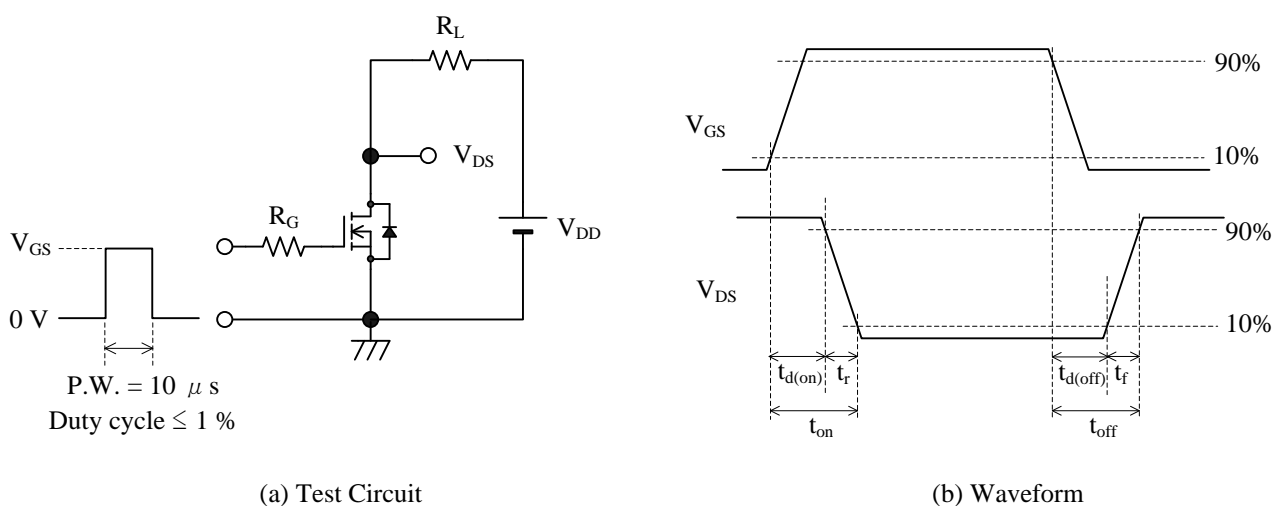 R_L
V_DS
R_G
V_DD
V_GS
0 V
P.W. = 10 μ s
Duty cycle ≤ 1 %
(a) Test Circuit
V_GS
90%
10%
V_DS
90%
10%
t_d(on) t_r
t_on
t_d(off) t_f
t_off
(b) Waveform